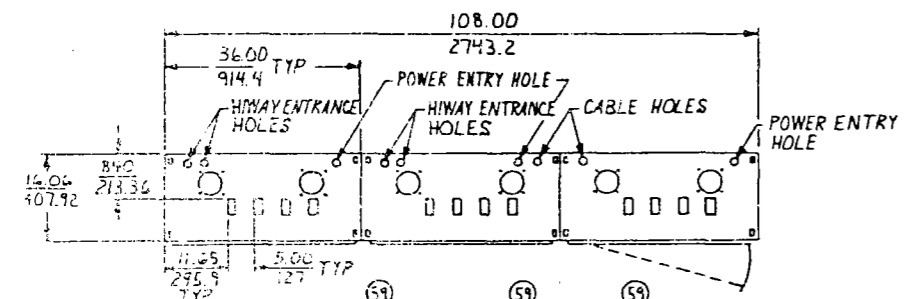 108.00
2743.2
36.00
914.4
TYP
POWER ENTRY HOLE
HIWAY ENTRANCE
HOLES
HIWAY ENTRANCE
HOLES
CABLE HOLES
POWER ENTRY
HOLE
16.06
407.92
8.40
213.36
11.65
295.9
TYP
5.00
127
TYP
59
59
59